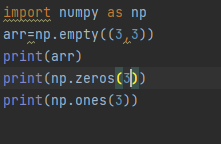 import numpy as np
arr=np.empty((3,3))
print(arr)
print(np.zeros(3))
print(np.ones(3))